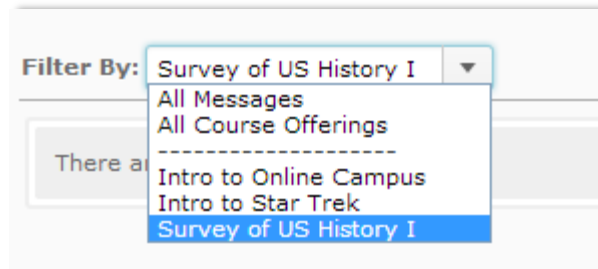 Filter By: Survey of US History I
All Messages
All Course Offerings
--------------------
There
Intro to Online Campus
Intro to Star Trek
Survey of US History I